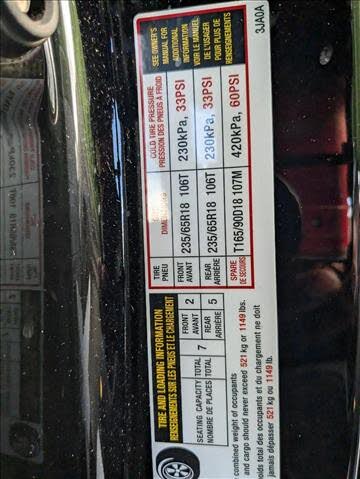 TIRE AND LOADING INFORMATION
RENSEIGNEMENTS SUR LES PNEUS ET LE CHARGEMENT
SEATING CAPACITY TOTAL 7 FRONT AVANT 2 REAR ARRIÈRE 5
NOMBRE DE PLACES TOTAL
combined weight of occupants
and cargo should never exceed 521 kg or 1149 lbs.
poids total des occupants et du chargement ne doit
jamais dépasser 521 kg ou 1149 lb.
TIRE PNEU
DIMENSIONS
COLD TIRE PRESSURE
PRESSION DES PNEUS À FROID
FRONT AVANT 235/65R18 106T 230kPa, 33PSI
REAR ARRIÈRE 235/65R18 106T 230kPa, 33PSI
SPARE DE SECOURS T165/90D18 107M 420kPa, 60PSI
SEE OWNER'S
MANUAL FOR
ADDITIONAL
INFORMATION
VOIR LE MANUEL
DE L'USAGER
POUR PLUS DE
RENSEIGNEMENTS
3JA0A